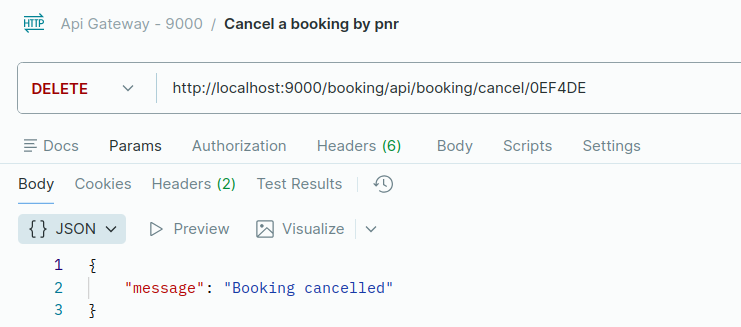 HTTP Api Gateway - 9000 / Cancel a booking by pnr
DELETE http://localhost:9000/booking/api/booking/cancel/0EF4DE
Docs Params Authorization Headers (6) Body Scripts Settings
Body Cookies Headers (2) Test Results
{} JSON Preview Visualize
1 {
2 "message": "Booking cancelled"
3 }